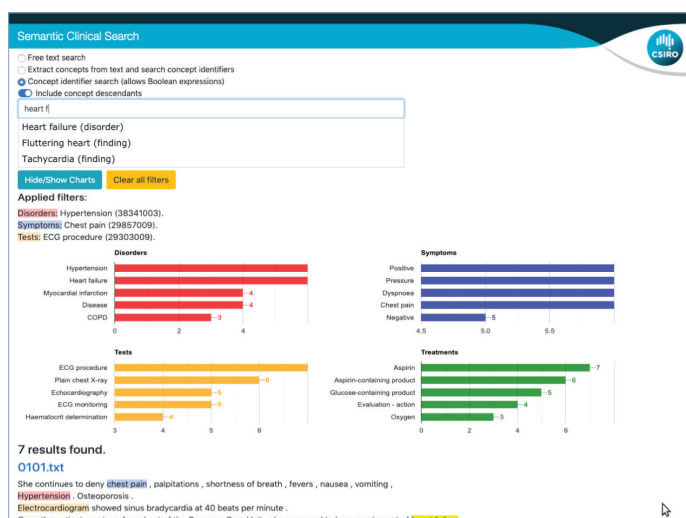 Semantic Clinical Search
CSIRO
Free text search
Extract concepts from text and search concept identifiers
Concept identifier search (allows Boolean expressions)
Include concept descendants
heart f
Heart failure (disorder)
Fluttering heart (finding)
Tachycardia (finding)
Hide/Show Charts Clear all filters
Applied filters:
Disorders: Hypertension (38341003).
Symptoms: Chest pain (29857009).
Tests: ECG procedure (29303009).
Disorders
Hypertension
Heart failure
Myocardial infarction 4
Disease 4
COPD 3
0 2 4
Symptoms
Positive
Pressure
Dyspnoea
Chest pain
Negative 5
4.5 5.0 5.5
Tests
ECG procedure
Plain chest X-ray 6
Echocardiography 5
ECG monitoring 5
Haematocrit determination 4
3 4 5 6
Treatments
Aspirin 7
Aspirin-containing product 6
Glucose-containing product 5
Evaluation - action 4
Oxygen 3
0 2 4 6
7 results found.
0101.txt
She continues to deny chest pain , palpitations , shortness of breath , fevers , nausea , vomiting ,
Hypertension . Osteoporosis .
Electrocardiogram showed sinus bradycardia at 40 beats per minute .